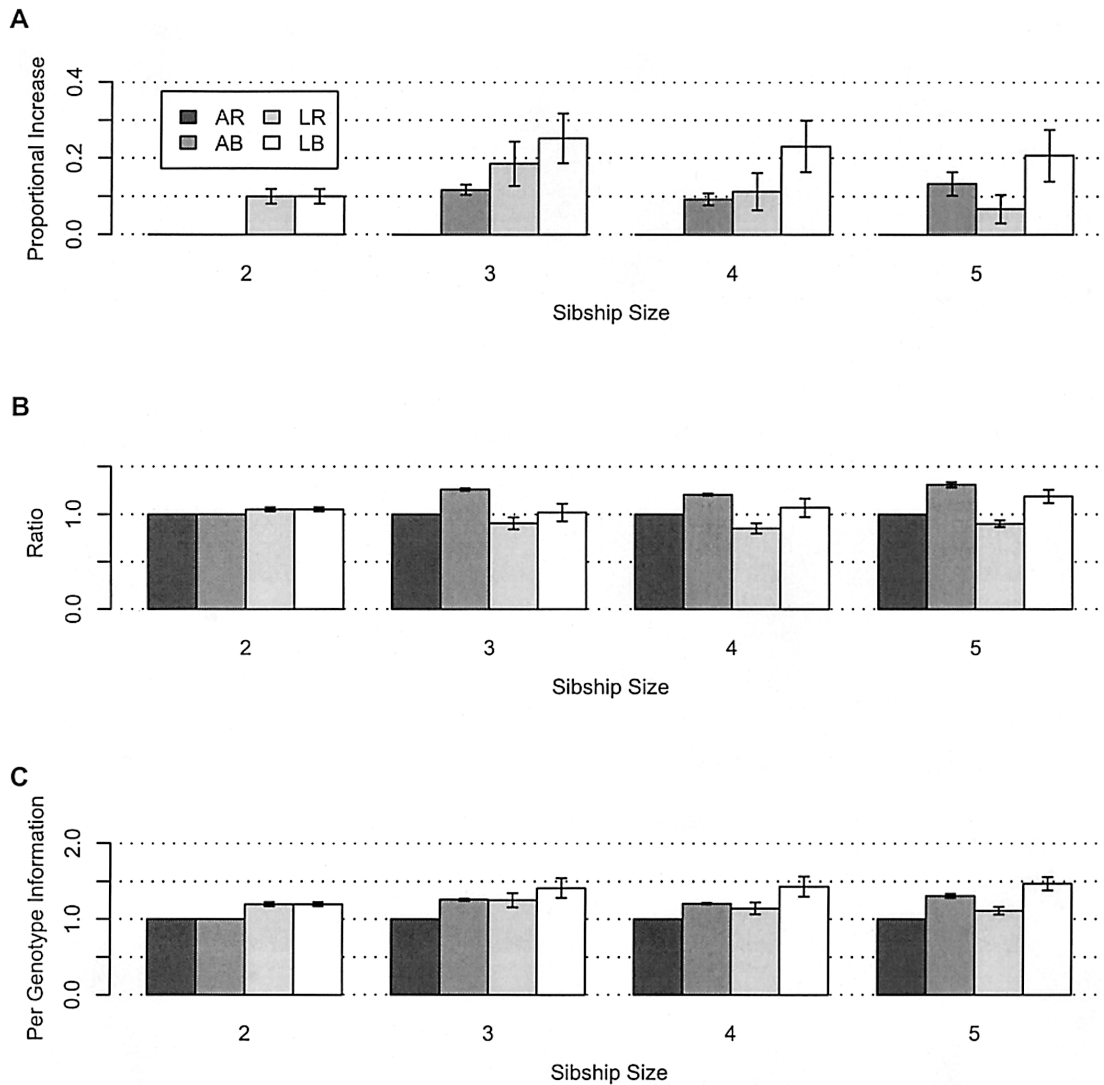 A
Proportional Increase
0.4
0.2
0.0
AR LR
AB LB
2 3 4 5
Sibship Size
B
Ratio
1.0
0.0
2 3 4 5
Sibship Size
C
Per Genotype Information
2.0
1.0
0.0
2 3 4 5
Sibship Size